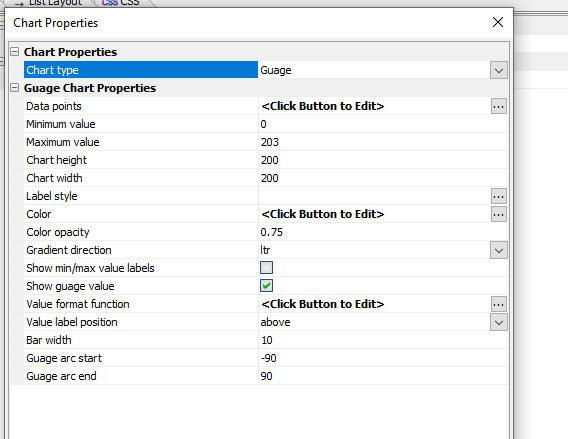 List Layout CSS CSS
Chart Properties
Chart Properties
Chart type Guage
Guage Chart Properties
Data points <Click Button to Edit> ...
Minimum value 0
Maximum value 203
Chart height 200
Chart width 200
Label style ...
Color <Click Button to Edit> ...
Color opacity 0.75
Gradient direction ltr
Show min/max value labels
Show guage value
Value format function <Click Button to Edit> ...
Value label position above
Bar width 10
Guage arc start -90
Guage arc end 90